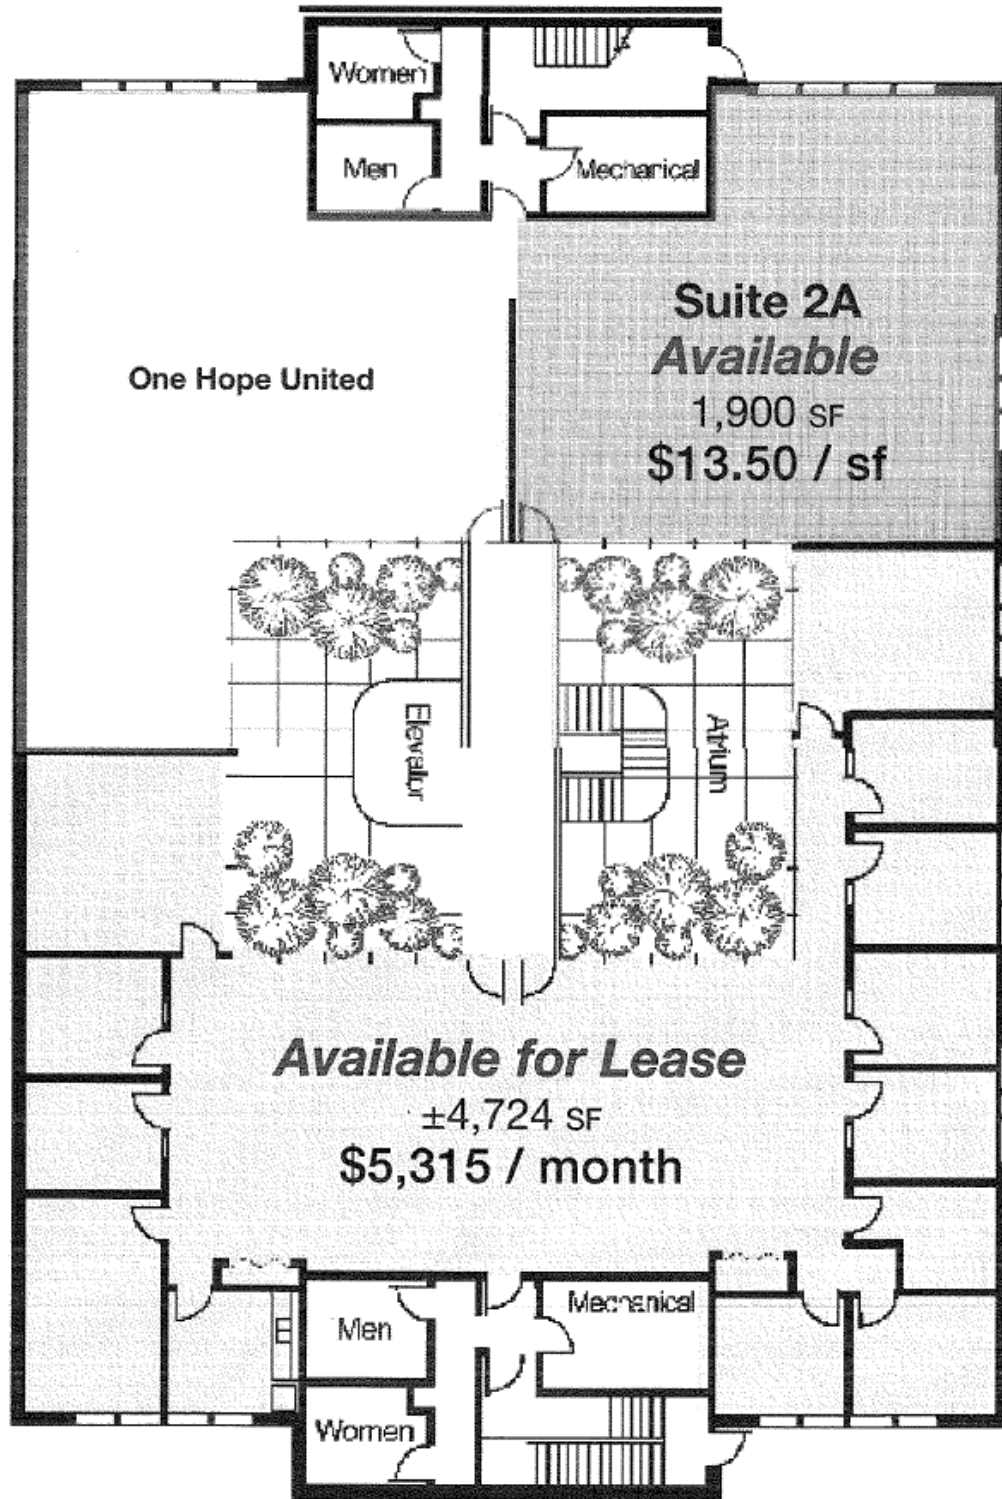 Women
Men
Mechanical
Suite 2A
Available
1,900 SF
$13.50 / sf
One Hope United
Elevator
Atrium
Available for Lease
±4,724 SF
$5,315 / month
Men
Mechanical
Women